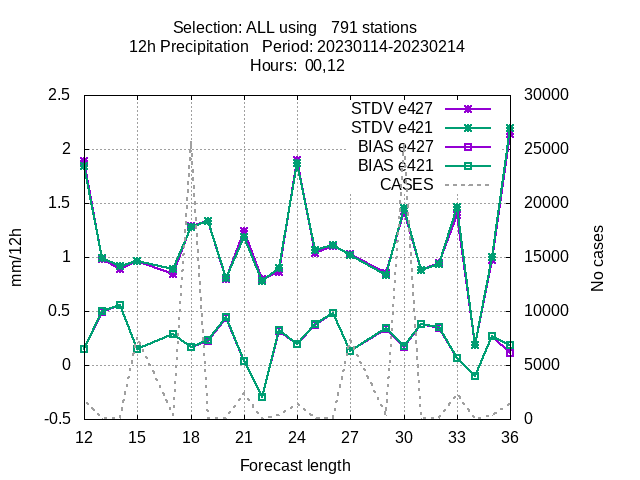 Selection: ALL using   791 stations
12h Precipitation   Period: 20230114-20230214
Hours:  00,12
2.5
2
1.5
1
0.5
0
-0.5
30000
25000
20000
15000
10000
5000
0
mm/12h
No cases
STDV e427
STDV e421
BIAS e427
BIAS e421
CASES
12 15 18 21 24 27 30 33 36
Forecast length